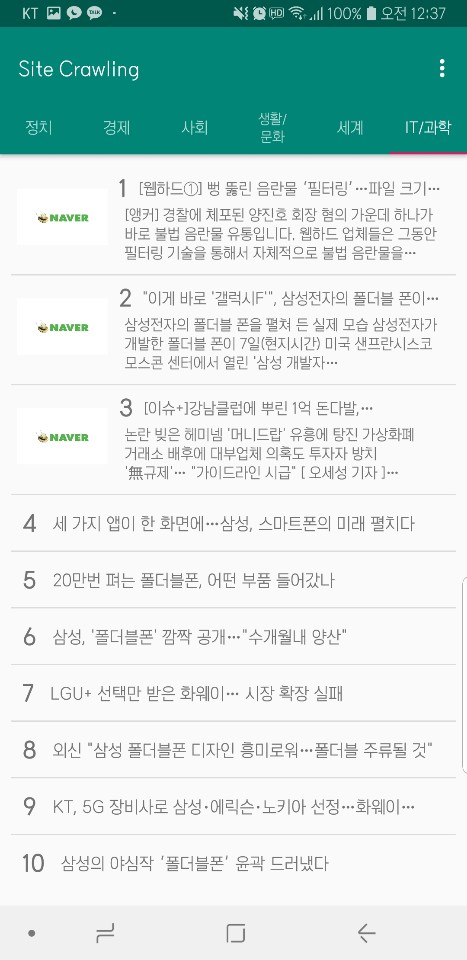 KT TALK HD 100% 오전 12:37
Site Crawling
정치 경제 사회 생활/ 세계 IT/과학
문화
1 [웹하드①] 뻥 뚫린 음란물 '필터링'…파일 크기…
NAVER
[앵커] 경찰에 체포된 양진호 회장 혐의 가운데 하나가
바로 불법 음란물 유통입니다. 웹하드 업체들은 그동안
필터링 기술을 통해서 자체적으로 불법 음란물을…
2 "이게 바로 '갤럭시F'", 삼성전자의 폴더블 폰이…
NAVER
삼성전자의 폴더블 폰을 펼쳐 든 실제 모습 삼성전자가
개발한 폴더블 폰이 7일(현지시간) 미국 샌프란시스코
모스콘 센터에서 열린 '삼성 개발자…
3 [이슈+]강남클럽에 뿌린 1억 돈다발,…
NAVER
논란 빚은 헤미넴 '머니드랍' 유흥에 탕진 가상화폐
거래소 배후에 대부업체 의혹도 투자자 방치
'無규제'… "가이드라인 시급" [ 오세성 기자 ]…
4 세 가지 앱이 한 화면에…삼성, 스마트폰의 미래 펼치다
5 20만번 펴는 폴더블폰, 어떤 부품 들어갔나
6 삼성, '폴더블폰' 깜짝 공개…"수개월내 양산"
7 LGU+ 선택만 받은 화웨이… 시장 확장 실패
8 외신 "삼성 폴더블폰 디자인 흥미로워…폴더블 주류될 것"
9 KT, 5G 장비사로 삼성·에릭슨·노키아 선정…화웨이…
10 삼성의 야심작 '폴더블폰' 윤곽 드러냈다